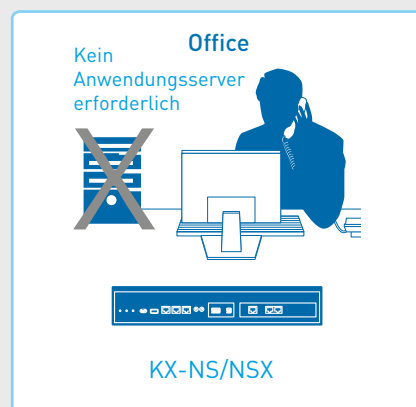 Office
Kein
Anwendungsserver
erforderlich
KX-NS/NSX